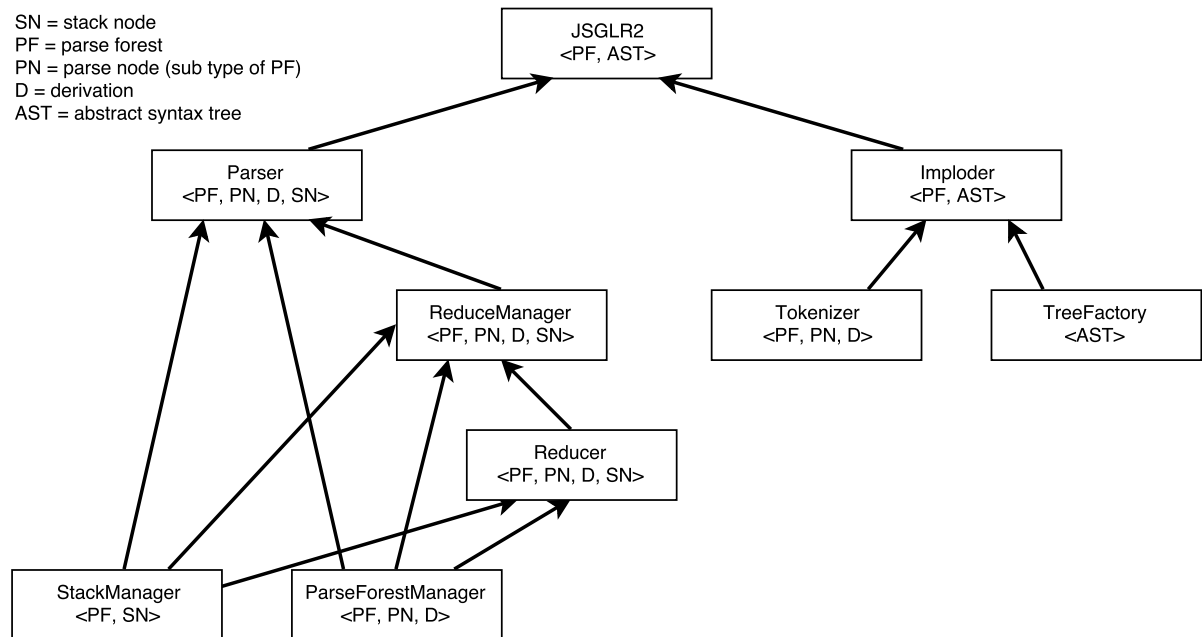 SN = stack node
PF = parse forest
PN = parse node (sub type of PF)
D = derivation
AST = abstract syntax tree
JSGLR2
<PF, AST>
Parser
<PF, PN, D, SN>
Imploder
<PF, AST>
ReduceManager
<PF, PN, D, SN>
Tokenizer
<PF, PN, D>
TreeFactory
<AST>
Reducer
<PF, PN, D, SN>
StackManager
<PF, SN>
ParseForestManager
<PF, PN, D>